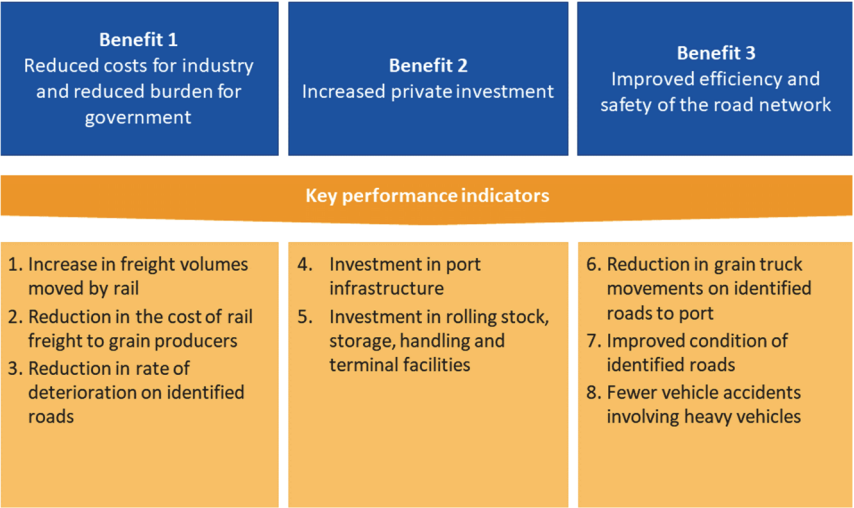 Benefit 1
Reduced costs for industry
and reduced burden for
government
Benefit 2
Increased private investment
Benefit 3
Improved efficiency and
safety of the road network
Key performance indicators
1. Increase in freight volumes
moved by rail
2. Reduction in the cost of rail
freight to grain producers
3. Reduction in rate of
deterioration on identified
roads
4. Investment in port
infrastructure
5. Investment in rolling stock,
storage, handling and
terminal facilities
6. Reduction in grain truck
movements on identified
roads to port
7. Improved condition of
identified roads
8. Fewer vehicle accidents
involving heavy vehicles